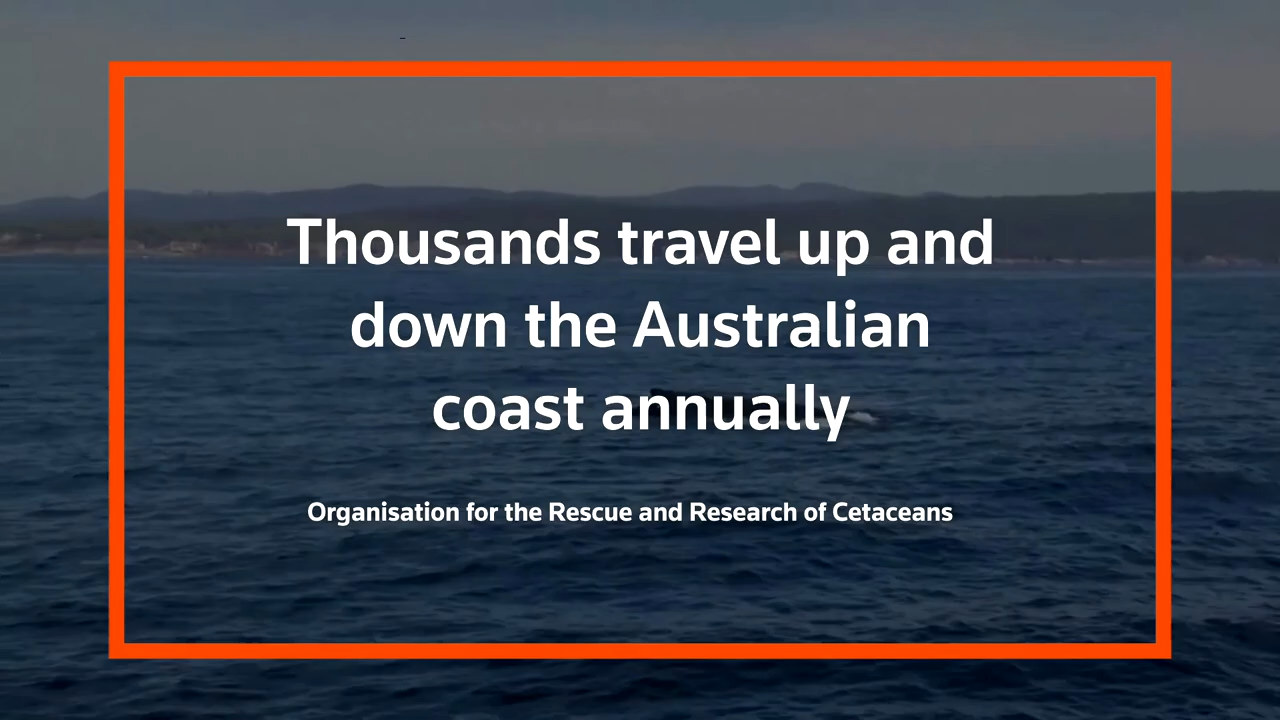 Thousands travel up and
down the Australian
coast annually
Organisation for the Rescue and Research of Cetaceans